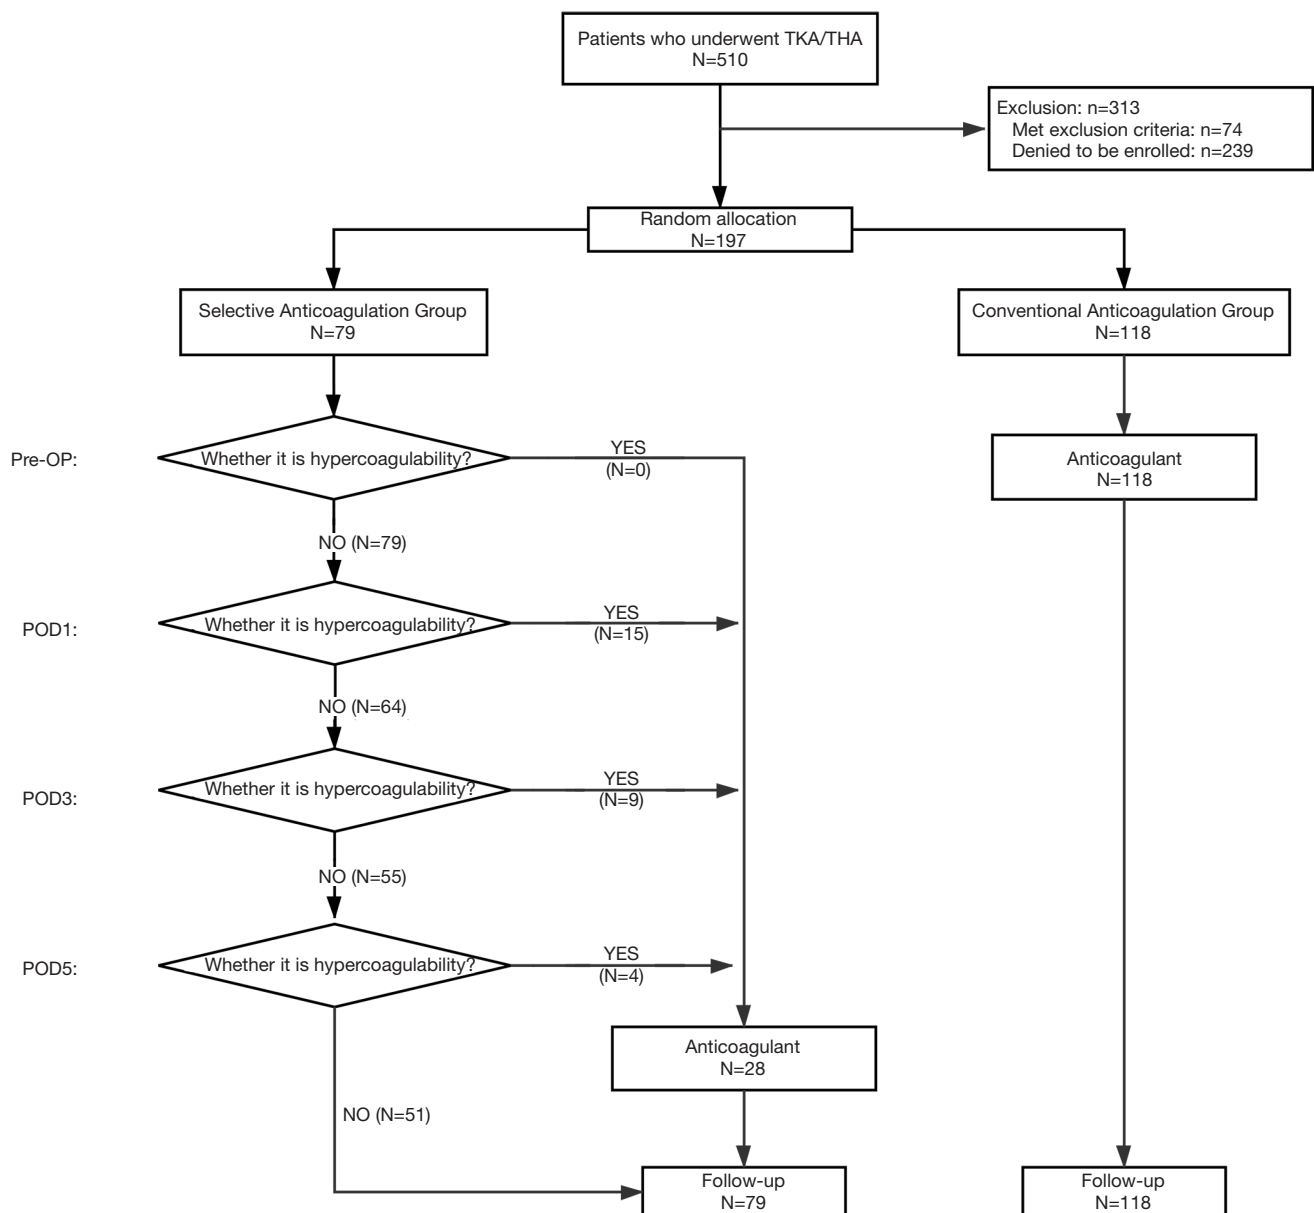 Patients who underwent TKA/THA
N=510
Exclusion: n=313
Met exclusion criteria: n=74
Denied to be enrolled: n=239
Random allocation
N=197
Selective Anticoagulation Group
N=79
Conventional Anticoagulation Group
N=118
Pre-OP:
Whether it is hypercoagulability?
YES
(N=0)
Anticoagulant
N=118
NO (N=79)
POD1:
Whether it is hypercoagulability?
YES
(N=15)
NO (N=64)
POD3:
Whether it is hypercoagulability?
YES
(N=9)
NO (N=55)
POD5:
Whether it is hypercoagulability?
YES
(N=4)
Anticoagulant
N=28
NO (N=51)
Follow-up
N=79
Follow-up
N=118